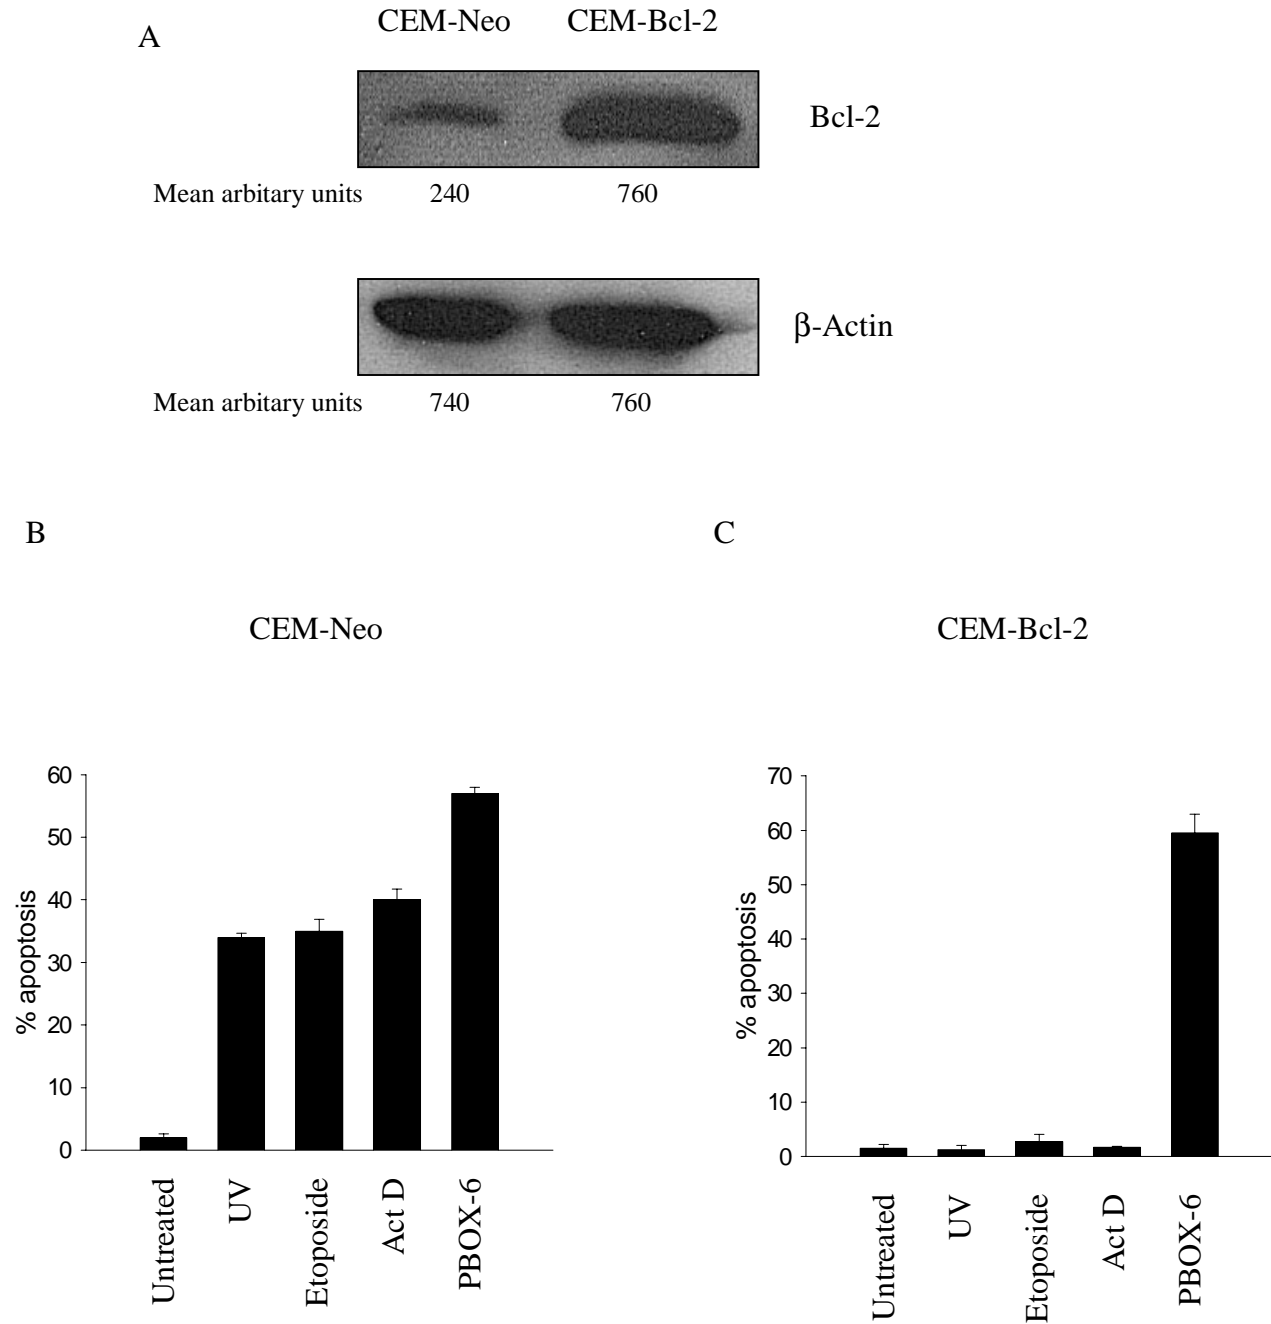 A
CEM-Neo CEM-Bcl-2
Bcl-2
Mean arbitary units 240 760
β-Actin
Mean arbitary units 740 760
B
C
CEM-Neo
CEM-Bcl-2
60
50
40
30
20
10
0
% apoptosis
Untreated
UV
Etoposide
Act D
PBOX-6
70
60
50
40
30
20
10
0
% apoptosis
Untreated
UV
Etoposide
Act D
PBOX-6